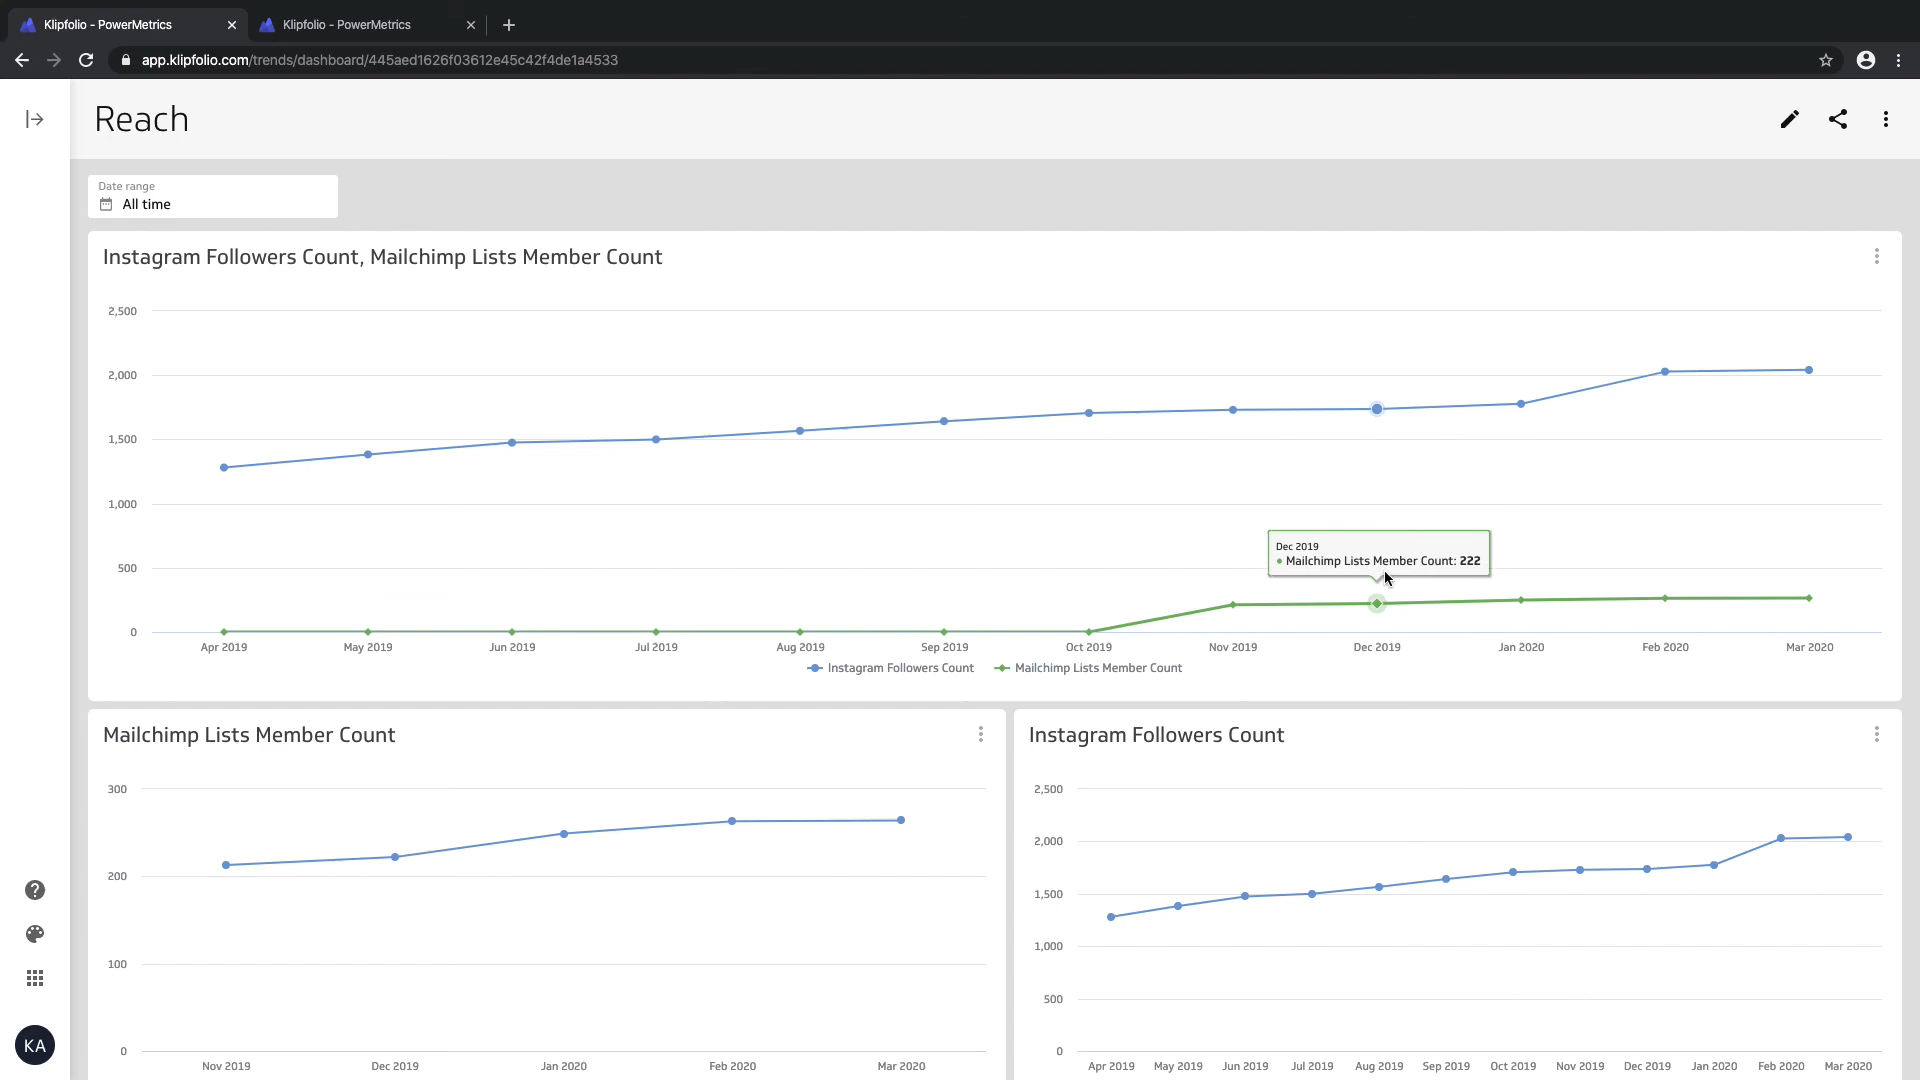 Klipfolio - PowerMetrics
Klipfolio - PowerMetrics
app.klipfolio.com/trends/dashboard/445aed1626f03612e45c42f4de1a4533
Reach
Date range
All time
Instagram Followers Count, Mailchimp Lists Member Count
2,500
2,000
1,500
1,000
500
0
Dec 2019
Mailchimp Lists Member Count: 222
Apr 2019 May 2019 Jun 2019 Jul 2019 Aug 2019 Sep 2019 Oct 2019 Nov 2019 Dec 2019 Jan 2020 Feb 2020 Mar 2020
Instagram Followers Count Mailchimp Lists Member Count
Mailchimp Lists Member Count
300
200
100
0
Nov 2019 Dec 2019 Jan 2020 Feb 2020 Mar 2020
Instagram Followers Count
2,500
2,000
1,500
1,000
500
0
Apr 2019 May 2019 Jun 2019 Jul 2019 Aug 2019 Sep 2019 Oct 2019 Nov 2019 Dec 2019 Jan 2020 Feb 2020 Mar 2020
KA